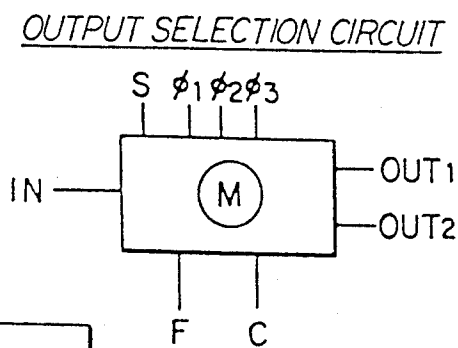 OUTPUT SELECTION CIRCUIT
S ϕ1 ϕ2 ϕ3
IN
M
OUT1
OUT2
F C